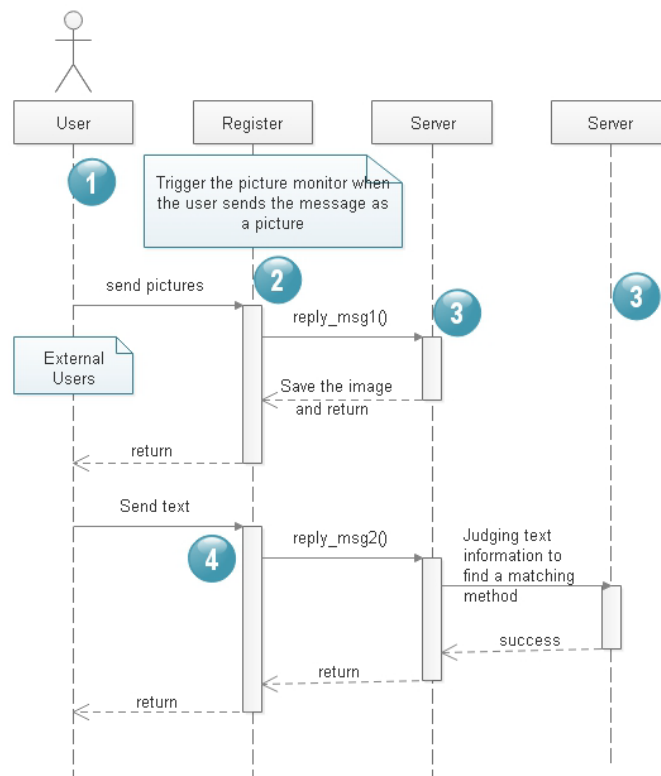 User
Register
Server
Server
1
Trigger the picture monitor when
the user sends the message as
a picture
2
3
3
send pictures
reply_msg1()
External
Users
Save the image
and return
return
Send text
4
reply_msg2()
Judging text
information to
find a matching
method
success
return
return